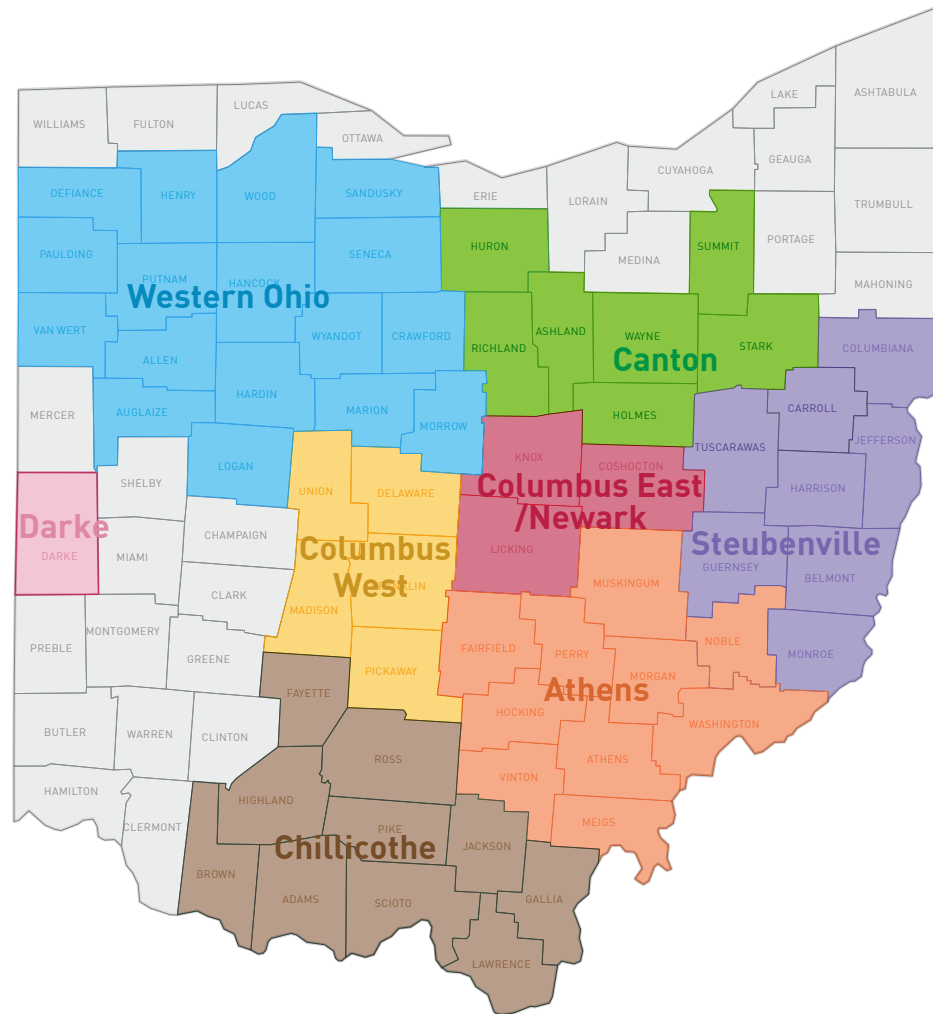 LUCAS
WILLIAMS
FULTON
OTTAWA
LAKE
ASHTABULA
GEAUGA
CUYAHOGA
DEFIANCE
HENRY
WOOD
SANDUSKY
ERIE
LORAIN
TRUMBULL
PORTAGE
HURON
SUMMIT
MEDINA
PAULDING
SENECA
PUTNAM
HANCOCK
MAHONING
Western Ohio
VAN WERT
ALLEN
WYANDOT
CRAWFORD
RICHLAND
ASHLAND
WAYNE
STARK
COLUMBIANA
Canton
HARDIN
MERCER
AUGLAIZE
MARION
MORROW
HOLMES
CARROLL
TUSCARAWAS
JEFFERSON
KNOX
COSHOCTON
LOGAN
SHELBY
UNION
DELAWARE
HARRISON
Columbus East
/Newark
Darke
DARKE
MIAMI
CHAMPAIGN
Columbus
West
LICKING
Steubenville
GUERNSEY
BELMONT
MUSKINGUM
CLARK
MADISON
PREBLE
MONTGOMERY
GREENE
FAIRFIELD
PERRY
NOBLE
MONROE
PICKAWAY
MORGAN
Athens
FAYETTE
HOCKING
WASHINGTON
BUTLER
WARREN
CLINTON
ROSS
ATHENS
VINTON
HAMILTON
HIGHLAND
CLERMONT
PIKE
MEIGS
Chillicothe
JACKSON
BROWN
ADAMS
SCIOTO
GALLIA
LAWRENCE